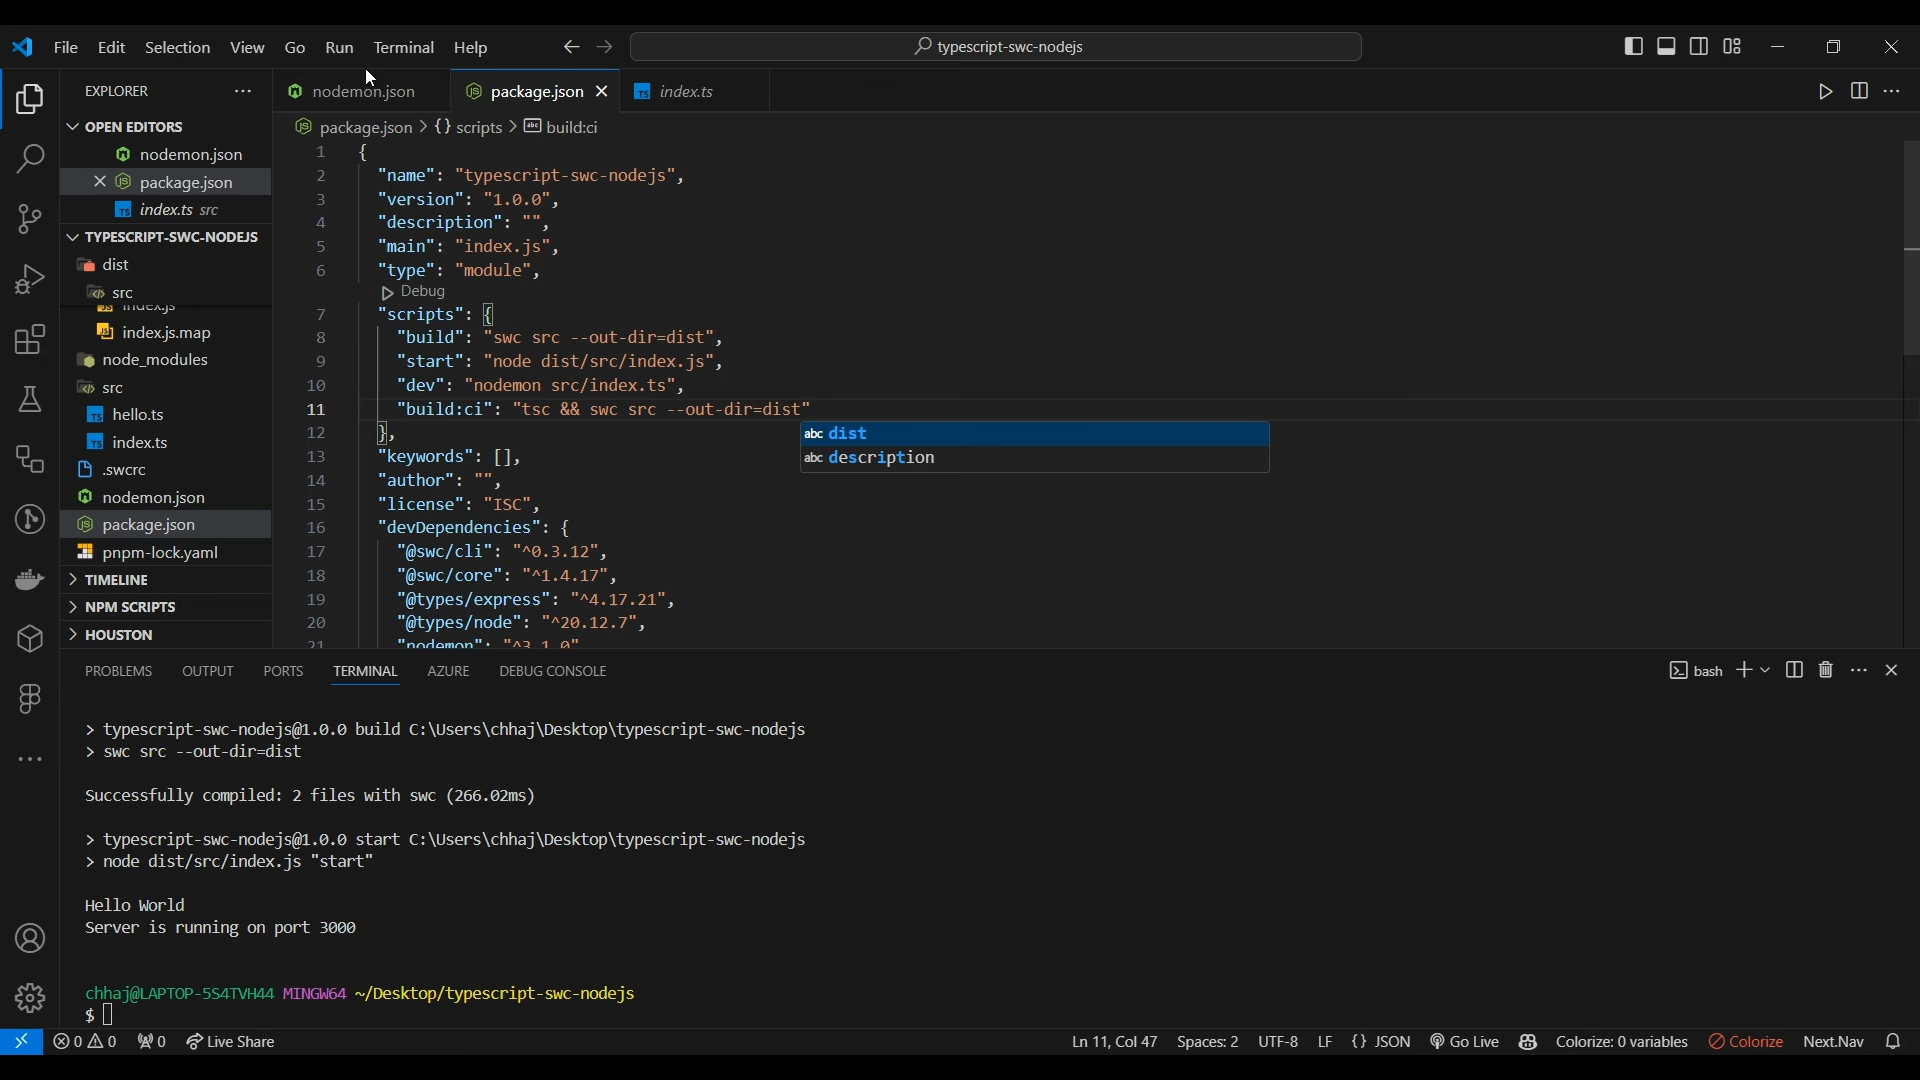 File Edit Selection View Go Run Terminal Help
typescript-swc-nodejs
EXPLORER
nodemon.json
package.json
index.ts
OPEN EDITORS
nodemon.json
package.json
index.ts src
TYPESCRIPT-SWC-NODEJS
dist
src
index.js
index.js.map
node_modules
src
hello.ts
index.ts
.swcrc
nodemon.json
package.json
pnpm-lock.yaml
TIMELINE
NPM SCRIPTS
HOUSTON
package.json > {} scripts > abc build:ci
1 {
2 "name": "typescript-swc-nodejs",
3 "version": "1.0.0",
4 "description": "",
5 "main": "index.js",
6 "type": "module",
Debug
7 "scripts": {
8 "build": "swc src --out-dir=dist",
9 "start": "node dist/src/index.js",
10 "dev": "nodemon src/index.ts",
11 "build:ci": "tsc && swc src --out-dir=dist"
12 },
abc dist
abc description
13 "keywords": [],
14 "author": "",
15 "license": "ISC",
16 "devDependencies": {
17 "@swc/cli": "^0.3.12",
18 "@swc/core": "^1.4.17",
19 "@types/express": "^4.17.21",
20 "@types/node": "^20.12.7",
21 "nodemon": "^3.1.0"
PROBLEMS OUTPUT PORTS TERMINAL AZURE DEBUG CONSOLE
bash
> typescript-swc-nodejs@1.0.0 build C:\Users\chhaj\Desktop\typescript-swc-nodejs
> swc src --out-dir=dist
Successfully compiled: 2 files with swc (266.02ms)
> typescript-swc-nodejs@1.0.0 start C:\Users\chhaj\Desktop\typescript-swc-nodejs
> node dist/src/index.js "start"
Hello World
Server is running on port 3000
chhaj@LAPTOP-5S4TVH44 MINGW64 ~/Desktop/typescript-swc-nodejs
$
0 0 0 Live Share
Ln 11, Col 47 Spaces: 2 UTF-8 LF {} JSON Go Live Colorize: 0 variables Colorize Next.Nav